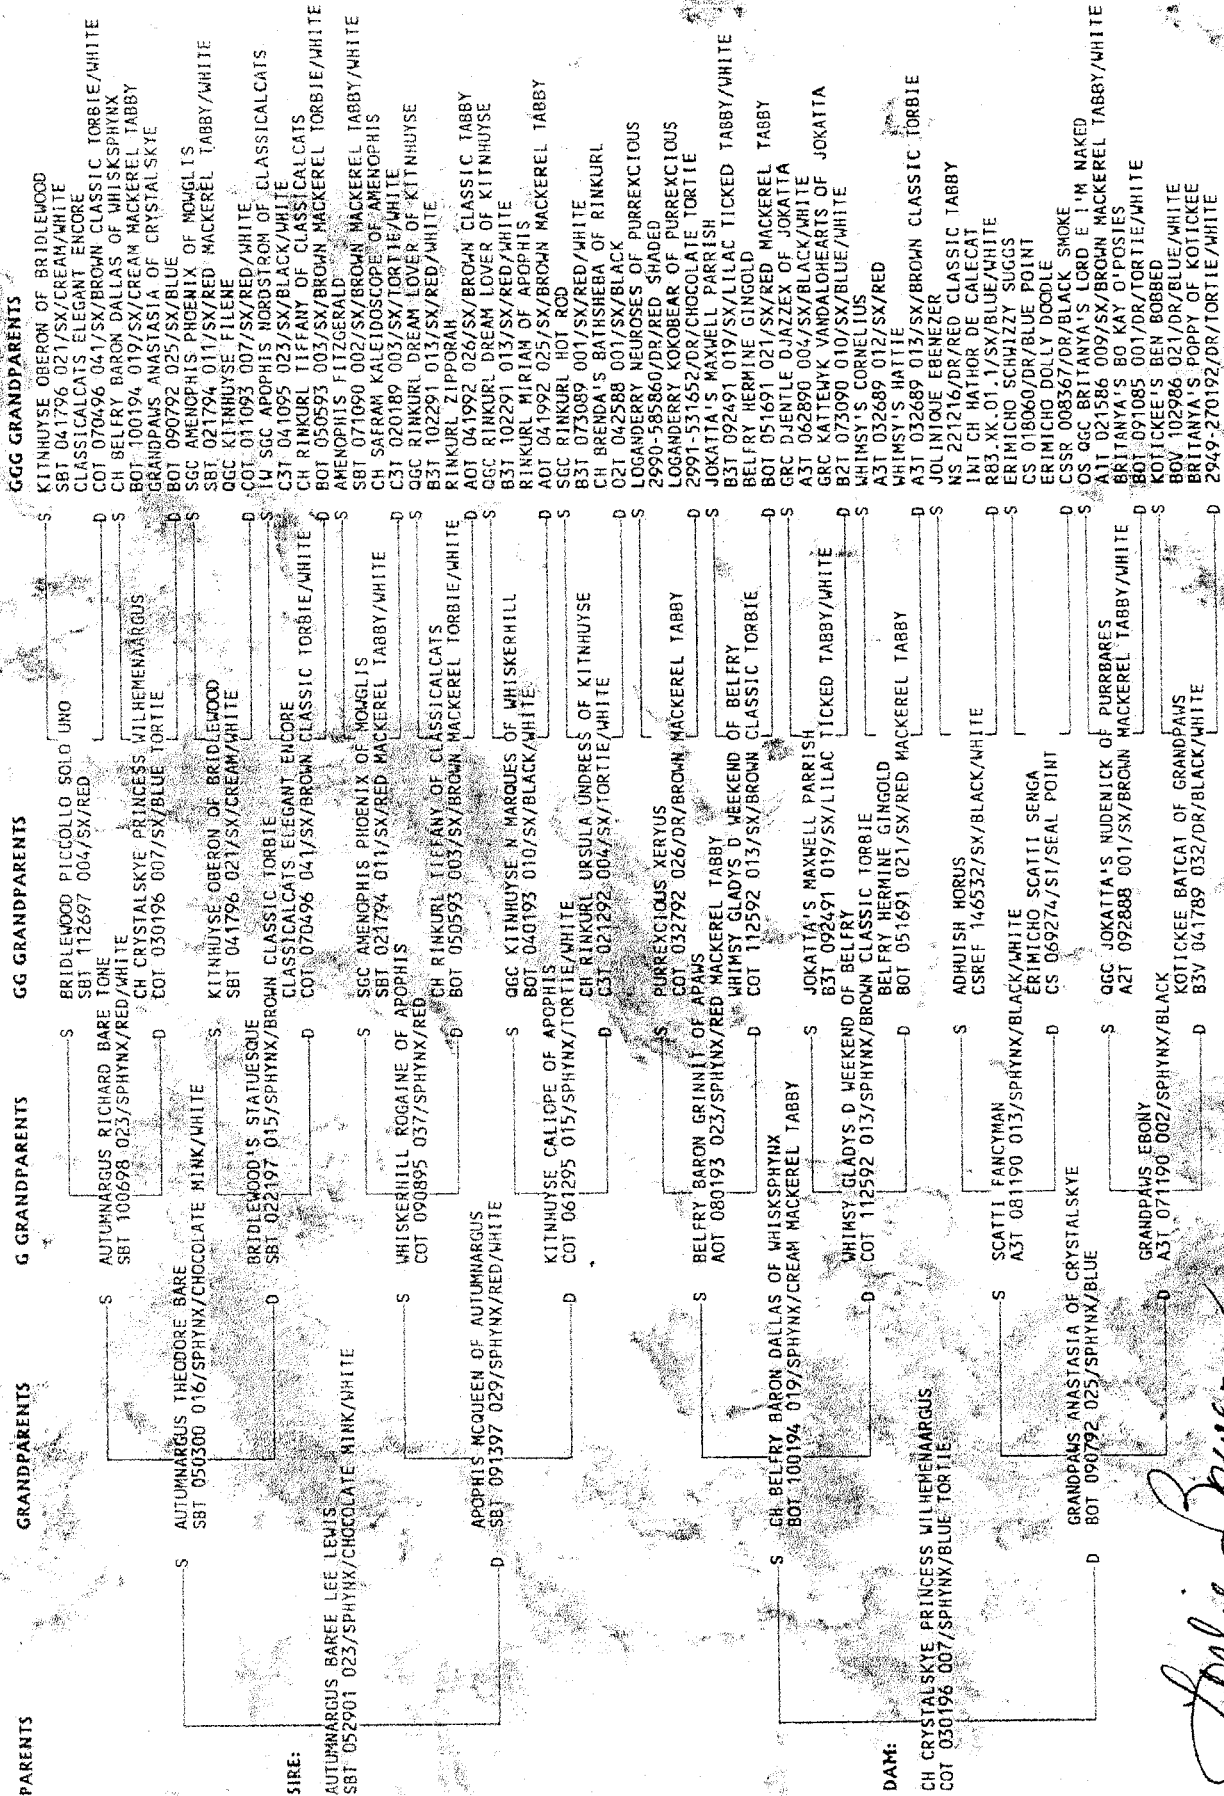 PARENTS
GRANDPARENTS
G GRANDPARENTS
GG GRANDPARENTS
GGG GRANDPARENTS
SIRE:
AUTUMNARGUS BAREE LEE LEWIS
SBT 052901 023/SPHYNX/CHOCOLATE MINK/WHITE
DAM:
CH CRYSTALSKYE PRINCESS WILHEMENAARGUS
COT 030196 007/SPHYNX/BLUE TORTIE
S
AUTUMNARGUS THEODORE BARE
SBT 050300 016/SPHYNX/CHOCOLATE MINK/WHITE
D
APOPHIS MCQUEEN OF AUTUMNARGUS
SBT 091397 029/SPHYNX/RED/WHITE
S
CH BELFRY BARON DALLAS OF WHISKSPHYNX
BOT 100194 019/SPHYNX/CREAM MACKEREL TABBY
D
GRANDPAWS ANASTASIA OF CRYSTALSKYE
BOT 090792 025/SPHYNX/BLUE
S
AUTUMNARGUS RICHARD BARE TONE
SBT 100698 023/SPHYNX/RED/WHITE
D
BRIDLEWOOD'S STATUESQUE
SBT 022197 015/SPHYNX/BROWN CLASSIC TORBIE
S
WHISKERHILL ROGAINE OF APOPHIS
COT 090895 037/SPHYNX/RED
D
KITNHUYSE CALIOPE OF APOPHIS
COT 061295 015/SPHYNX/TORTIE/WHITE
S
BELFRY BARON GRINNIT OF APAWS
AOT 080193 023/SPHYNX/RED MACKEREL TABBY
D
WHIMSY GLADYS D WEEKEND OF BELFRY
COT 112592 013/SPHYNX/BROWN CLASSIC TORBIE
S
SCATTI FANCYMAN
A3T 081190 013/SPHYNX/BLACK/WHITE
D
GRANDPAWS EBONY
A3T 071190 002/SPHYNX/BLACK
S
BRIDLEWOOD PICCOLLO SOLO UNO
SBT 112697 004/SX/RED
D
CH CRYSTALSKYE PRINCESS WILHEMENAARGUS
COT 030196 007/SX/BLUE TORTIE
S
KITNHUYSE OBERON OF BRIDLEWOOD
SBT 041796 021/SX/CREAM/WHITE
D
CLASSICALCATS ELEGANT ENCORE
COT 070496 041/SX/BROWN CLASSIC TORBIE/WHITE
S
SGC AMENOPHIS PHOENIX OF MOWGLIS
SBT 021794 011/SX/RED MACKEREL TABBY/WHITE
D
CH RINKURL TIFFANY OF CLASSICALCATS
BOT 050593 003/SX/BROWN MACKEREL TORBIE/WHITE
S
QGC KITNHUYSE N MARQUES OF WHISKERHILL
BOT 040193 010/SX/BLACK/WHITE
D
CH RINKURL URSULA UNDRESS OF KITNHUYSE
C3T 021292 004/SX/TORTIE/WHITE
S
PURREXCIOUS XERYUS
COT 032792 026/DR/BROWN MACKEREL TABBY
D
WHIMSY GLADYS D WEEKEND OF BELFRY
COT 112592 013/SX/BROWN CLASSIC TORBIE
S
JOKATTA'S MAXWELL PARRISH
B3T 092491 019/SX/LILAC TICKED TABBY/WHITE
D
BELFRY HERMINE GINGOLD
BOT 051691 021/SX/RED MACKEREL TABBY
S
ADHUISH HORUS
CSREF 146532/SX/BLACK/WHITE
D
ERIMICHO SCATTI SENGA
CS 069274/SI/SEAL POINT
S
QGC JOKATTA'S NUDENICK OF PURRBARES
A2T 092888 001/SX/BROWN MACKEREL TABBY/WHITE
D
KOTICKEE BATCAT OF GRANDPAWS
B3V 041789 032/DR/BLACK/WHITE
S
KITNHUYSE OBERON OF BRIDLEWOOD
SBT 041796 021/SX/CREAM/WHITE
CLASSICALCATS ELEGANT ENCORE
D
COT 070496 041/SX/BROWN CLASSIC TORBIE/WHITE
S
CH BELFRY BARON DALLAS OF WHISKSPHYNX
BOT 100194 019/SX/CREAM MACKEREL TABBY
GRANDPAWS ANASTASIA OF CRYSTALSKYE
D
BOT 090792 025/SX/BLUE
S
SGC AMENOPHIS PHOENIX OF MOWGLIS
SBT 021794 011/SX/RED MACKEREL TABBY/WHITE
QGC KITNHUYSE FILENE
D
COT 011093 007/SX/RED/WHITE
S
IW SGC APOPHIS NORDSTROM OF CLASSICALCATS
C3T 041095 023/SX/BLACK/WHITE
CH RINKURL TIFFANY OF CLASSICALCATS
D
BOT 050593 003/SX/BROWN MACKEREL TORBIE/WHITE
S
AMENOPHIS FITZGERALD
SBT 071090 002/SX/BROWN MACKEREL TABBY/WHITE
CH SAFRAM KALEIDOSCOPE OF AMENOPHIS
D
C3T 020189 003/SX/TORTIE/WHITE
S
QGC RINKURL DREAM LOVER OF KITNHUYSE
B3T 102291 013/SX/RED/WHITE
RINKURL ZIPPORAH
D
AOT 041992 026/SX/BROWN CLASSIC TABBY
S
QGC RINKURL DREAM LOVER OF KITNHUYSE
B3T 102291 013/SX/RED/WHITE
RINKURL MIRIAM OF APOPHIS
D
AOT 041992 025/SX/BROWN MACKEREL TABBY
S
SGC RINKURL HOT ROD
B3T 073089 001/SX/RED/WHITE
CH BRENDA'S BATHSHEBA OF RINKURL
D
02T 042588 001/SX/BLACK
S
LOGANDERRY NEUROSES OF PURREXCIOUS
2990-585860/DR/RED SHADED
LOGANDERRY KOKOBEAR OF PURREXCIOUS
D
2991-531652/DR/CHOCOLATE TORTIE
S
JOKATTA'S MAXWELL PARRISH
B3T 092491 019/SX/LILAC TICKED TABBY/WHITE
BELFRY HERMINE GINGOLD
D
BOT 051691 021/SX/RED MACKEREL TABBY
S
GRC DJENTLE DJAZZEX OF JOKATTA
A3T 062890 004/SX/BLACK/WHITE
GRC KATTEWYK VANDALOHEARTS OF JOKATTA
D
B2T 073090 010/SX/BLUE/WHITE
S
WHIMSY'S CORNELIUS
A3T 032689 012/SX/RED
WHIMSY'S HATTIE
D
A3T 032689 013/SX/BROWN CLASSIC TORBIE
S
JOLINIQUE EBENEZER
NS 221216/DR/RED CLASSIC TABBY
INT CH HATHOR DE CALECAT
D
R83.XK.01.1/SX/BLUE/WHITE
S
ERIMICHO SCHWIZZY SUGGS
CS 018060/DR/BLUE POINT
ERIMICHO DOLLY DOODLE
D
CSSR 008367/DR/BLACK SMOKE
S
OS QGC BRITANYA'S LORD E I'M NAKED
A1T 021586 009/SX/BROWN MACKEREL TABBY/WHITE
BRITANYA'S BO KAY OIPOSIES
D
BOT 091085 001/DR/TORTIE/WHITE
S
KOTICKEE'S BEN BOBBED
BOV 102986 021/DR/BLUE/WHITE
BRITANYA'S POPPY OF KOTICKEE
D
2949-270192/DR/TORTIE/WHITE